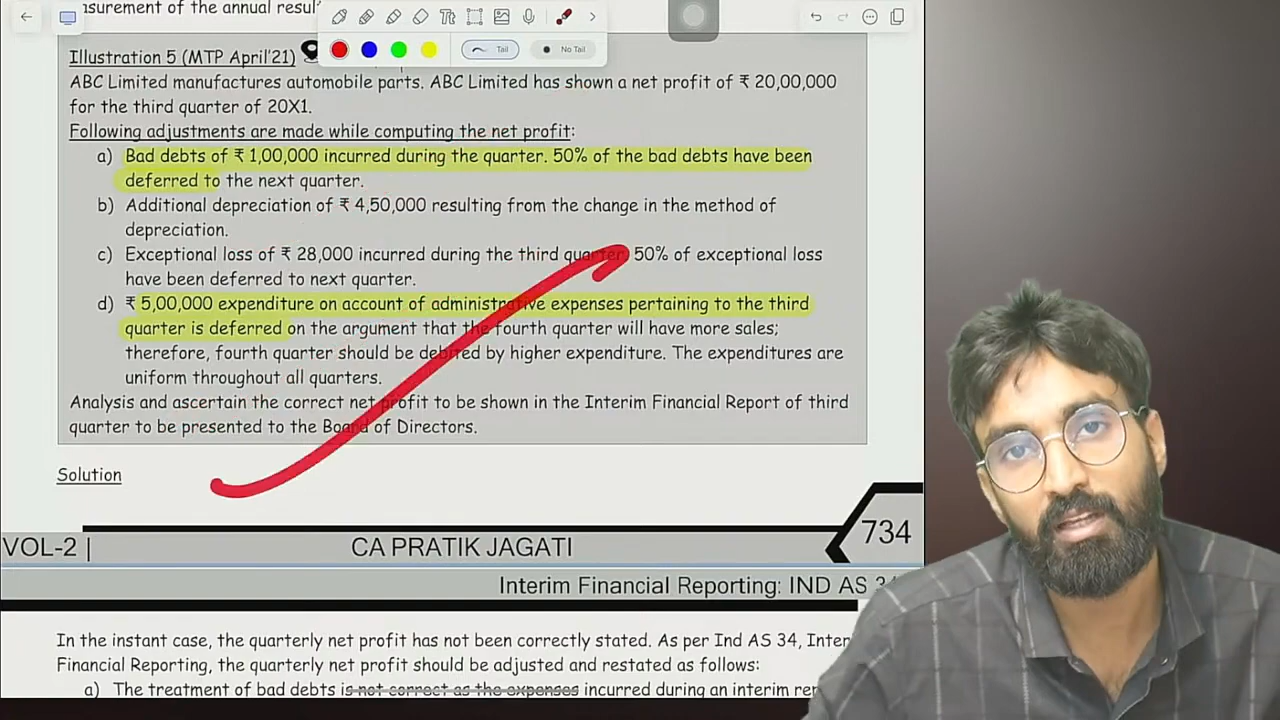 nsurement of the annual resul
Tail
No Tail
Illustration 5 (MTP April'21)
ABC Limited manufactures automobile parts. ABC Limited has shown a net profit of ₹ 20,00,000
for the third quarter of 20X1.
Following adjustments are made while computing the net profit:
a) Bad debts of ₹ 1,00,000 incurred during the quarter. 50% of the bad debts have been
deferred to the next quarter.
b) Additional depreciation of ₹ 4,50,000 resulting from the change in the method of
depreciation.
c) Exceptional loss of ₹ 28,000 incurred during the third quarter. 50% of exceptional loss
have been deferred to next quarter.
d) ₹ 5,00,000 expenditure on account of administrative expenses pertaining to the third
quarter is deferred on the argument that the fourth quarter will have more sales;
therefore, fourth quarter should be debited by higher expenditure. The expenditures are
uniform throughout all quarters.
Analysis and ascertain the correct net profit to be shown in the Interim Financial Report of third
quarter to be presented to the Board of Directors.
Solution
734
VOL-2 | CA PRATIK JAGATI
Interim Financial Reporting: IND AS 34
In the instant case, the quarterly net profit has not been correctly stated. As per Ind AS 34, Inter
Financial Reporting, the quarterly net profit should be adjusted and restated as follows:
a) The treatment of bad debts is not correct as the expenses incurred during an interim rep